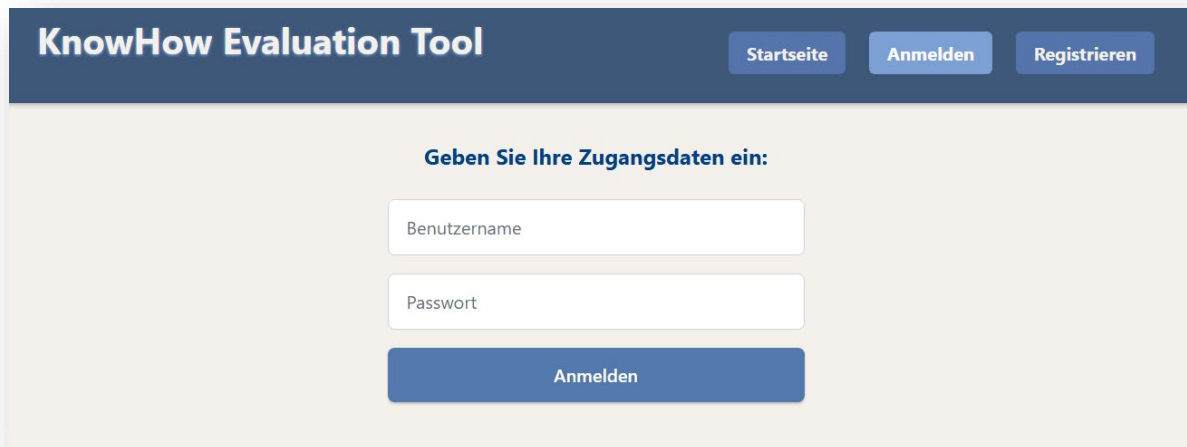 KnowHow Evaluation Tool
Startseite Anmelden Registrieren
Geben Sie Ihre Zugangsdaten ein:
Benutzername
Passwort
Anmelden